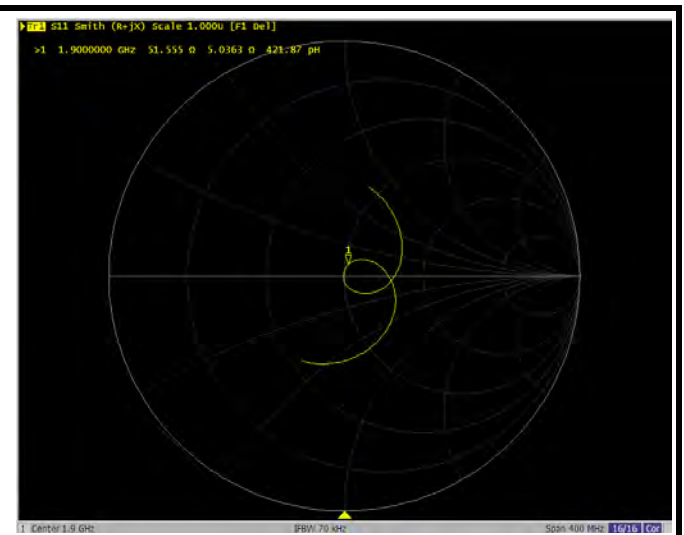 Tr1 S11 Smith (R+jX) Scale 1.000U [F1 Del]
>1 1.9000000 GHz 51.555 Ω 5.0363 Ω 421.87 pH
1
1 Center 1.9 GHz IFBW 70 kHz Span 400 MHz 16/16 Cor